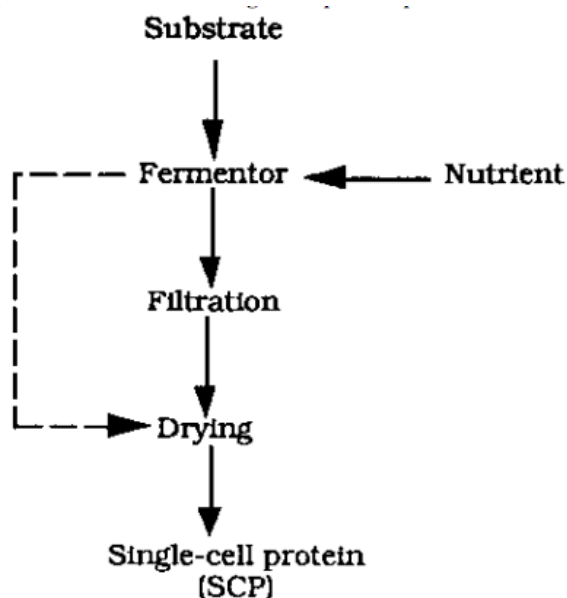 Substrate
Fermentor
Nutrient
Filtration
Drying
Single-cell protein
(SCP)